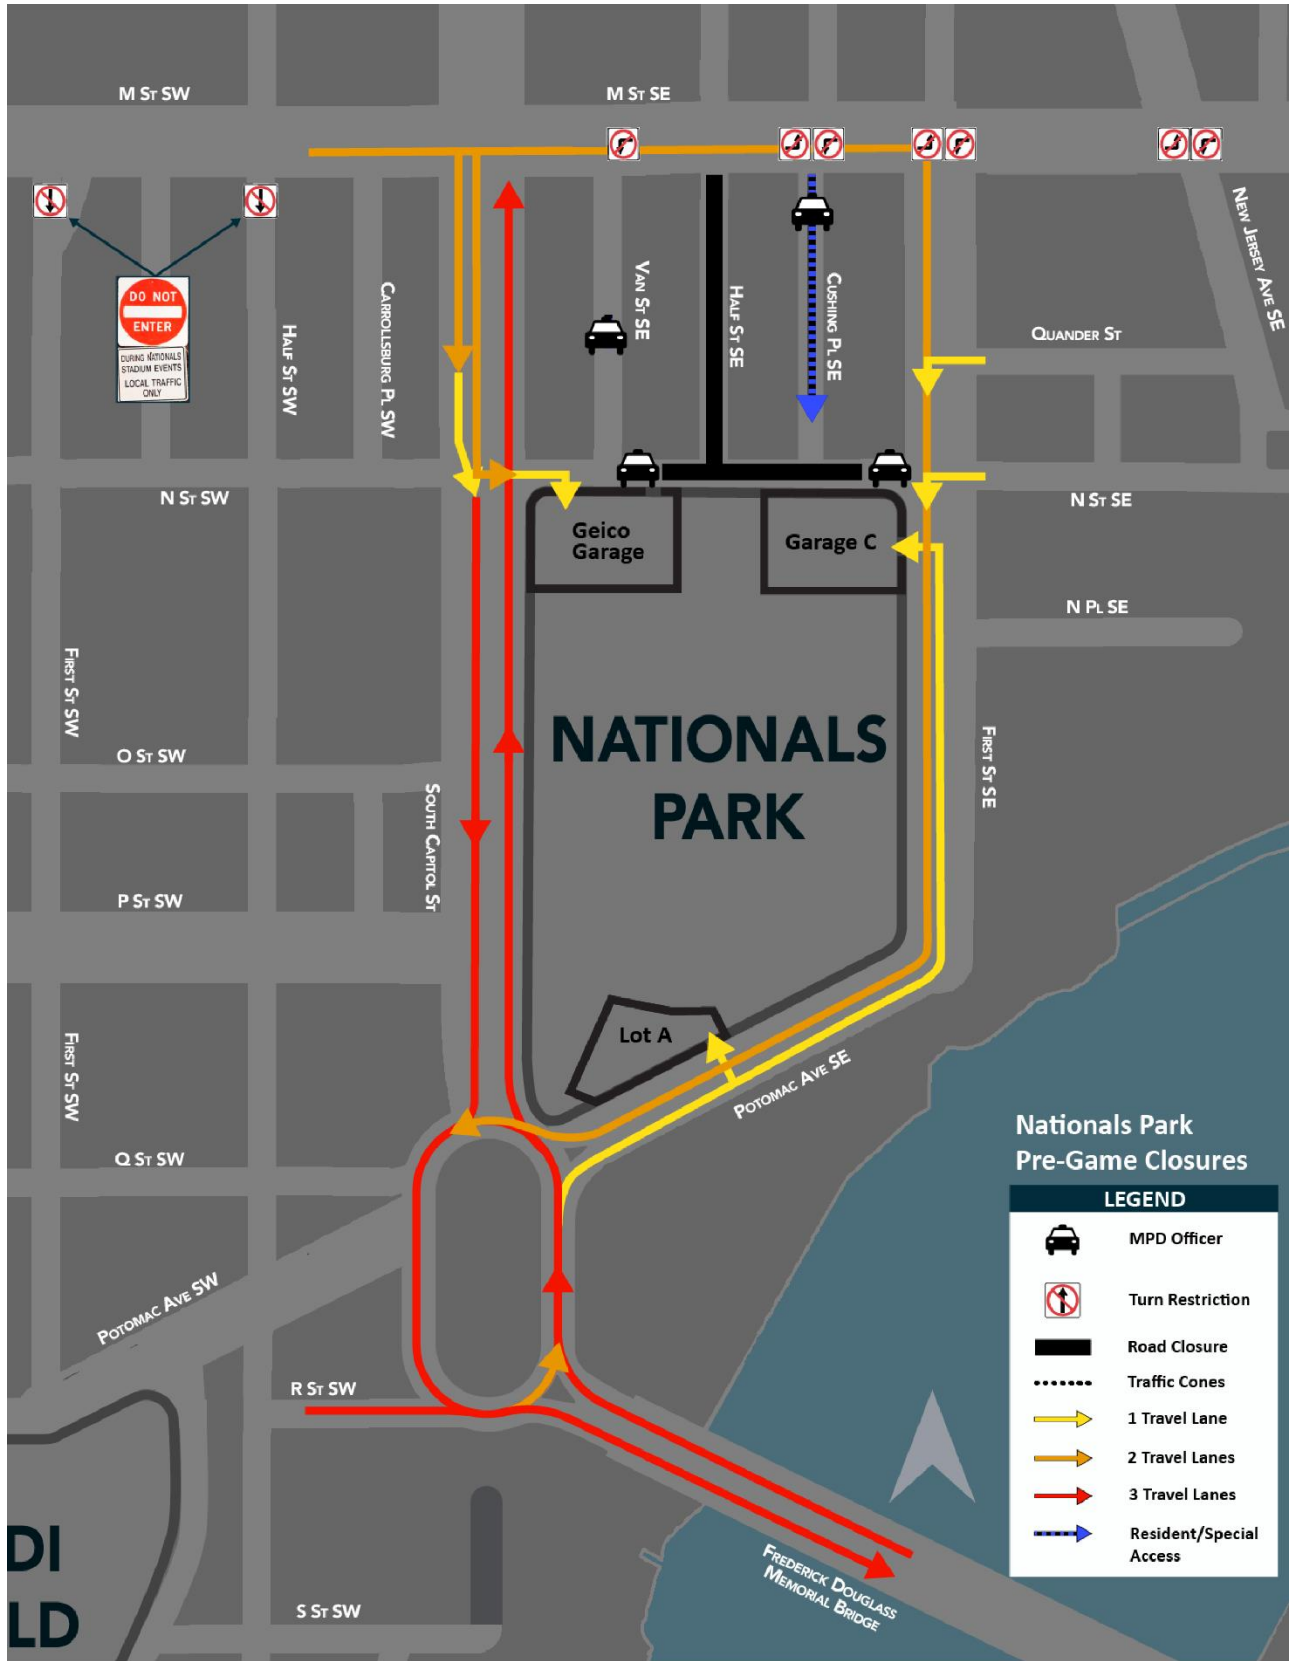 M St SW
M St SE
New Jersey Ave SE
DO NOT
ENTER
DURING NATIONALS
STADIUM EVENTS
LOCAL TRAFFIC
ONLY
Half St SW
Carrollsburg Pl SW
Van St SE
Half St SE
Cushing Pl SE
Quander St
N St SW
N St SE
Geico
Garage
Garage C
N Pl SE
First St SW
O St SW
South Capitol St
NATIONALS
PARK
First St SE
P St SW
First St SW
Lot A
Potomac Ave SE
Q St SW
Potomac Ave SW
R St SW
S St SW
Frederick Douglass
Memorial Bridge
DI
LD
Nationals Park
Pre-Game Closures
LEGEND
MPD Officer
Turn Restriction
Road Closure
Traffic Cones
1 Travel Lane
2 Travel Lanes
3 Travel Lanes
Resident/Special
Access